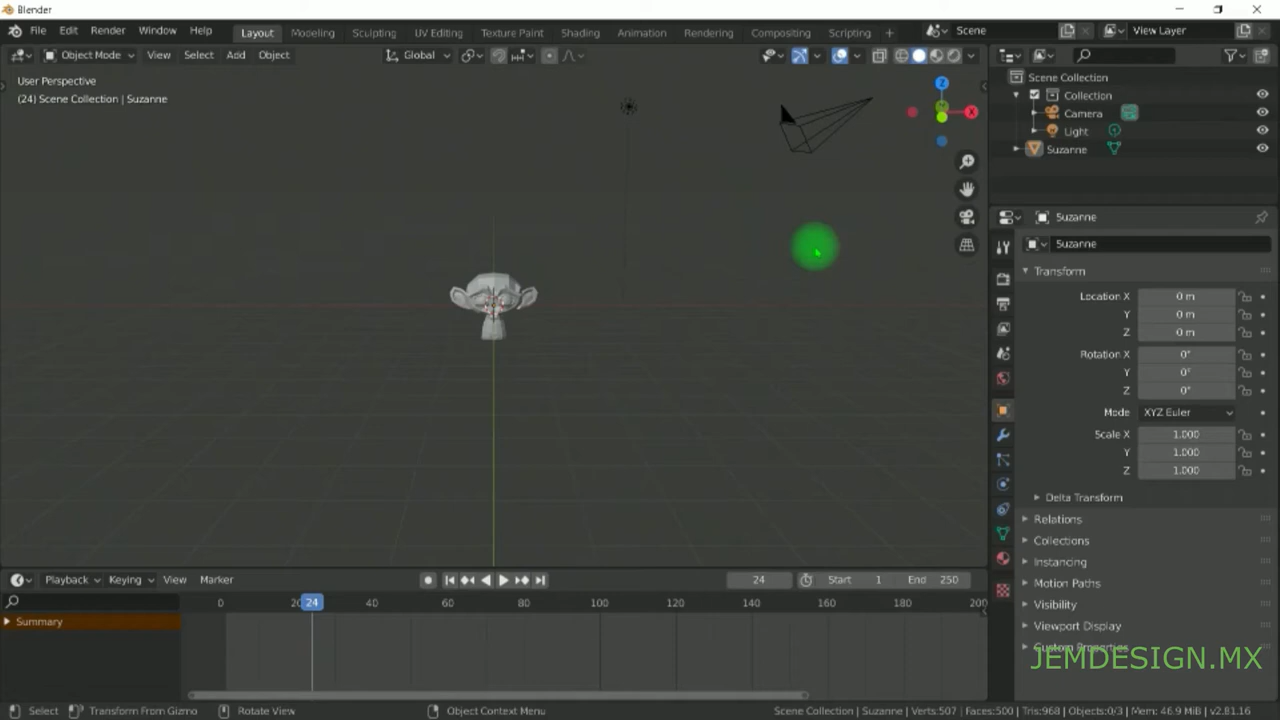 Blender
File Edit Render Window Help Layout Modeling Sculpting UV Editing Texture Paint Shading Animation Rendering Compositing Scripting + Scene View Layer
Object Mode View Select Add Object Global
User Perspective
(24) Scene Collection | Suzanne
Z
X
Scene Collection
Collection
Camera
Light
Suzanne
Suzanne
Suzanne
Transform
Location X 0 m
Y 0 m
Z 0 m
Rotation X 0°
Y 0°
Z 0°
Mode XYZ Euler
Scale X 1.000
Y 1.000
Z 1.000
Delta Transform
Relations
Collections
Instancing
Motion Paths
Visibility
Viewport Display
Custom Properties
JEMDESIGN.MX
Playback Keying View Marker 24 Start 1 End 250
0 20 24 40 60 80 100 120 140 160 180 200
Summary
Select Transform From Gizmo Rotate View Object Context Menu Scene Collection | Suzanne | Verts:507 | Faces:500 | Tris:968 | Objects:0/3 | Mem: 46.9 MiB | v2.81.16